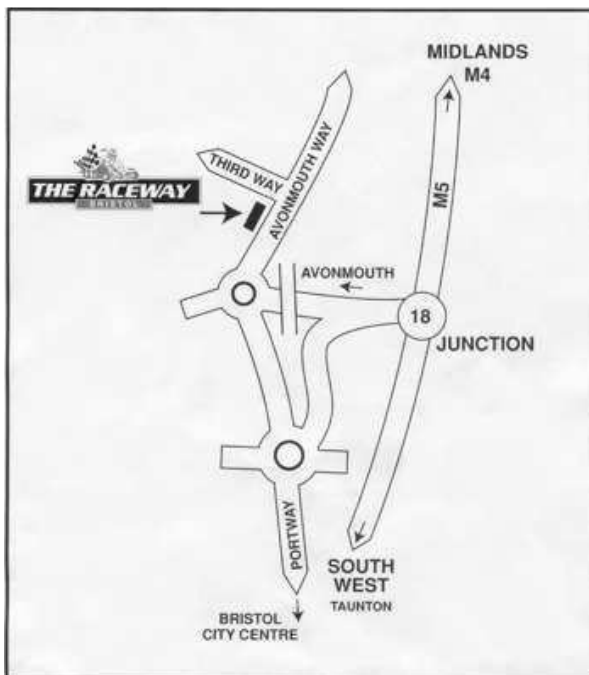 MIDLANDS
M4
THIRD WAY
AVONMOUTH WAY
THE RACEWAY
BRISTOL
M5
AVONMOUTH
18
JUNCTION
PORTWAY
SOUTH
WEST
TAUNTON
BRISTOL
CITY CENTRE